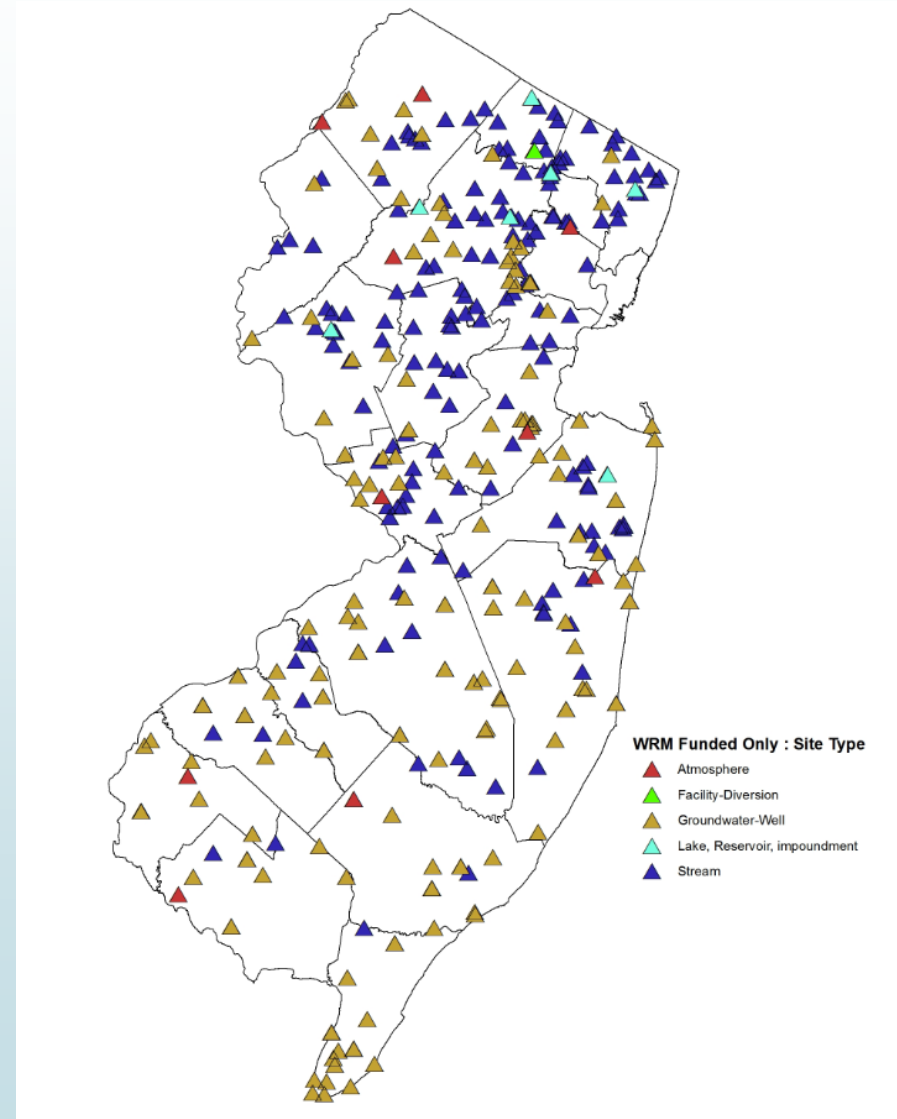 WRM Funded Only : Site Type
Atmosphere
Facility-Diversion
Groundwater-Well
Lake, Reservoir, impoundment
Stream